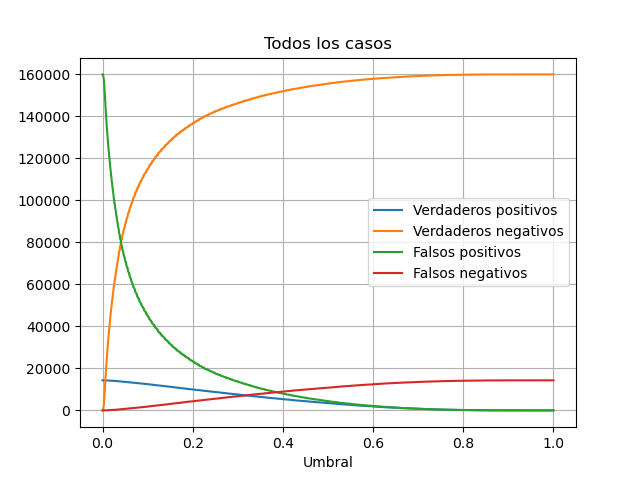 Todos los casos
160000
140000
120000
100000
80000
60000
40000
20000
0
Verdaderos positivos
Verdaderos negativos
Falsos positivos
Falsos negativos
0.0 0.2 0.4 0.6 0.8 1.0
Umbral